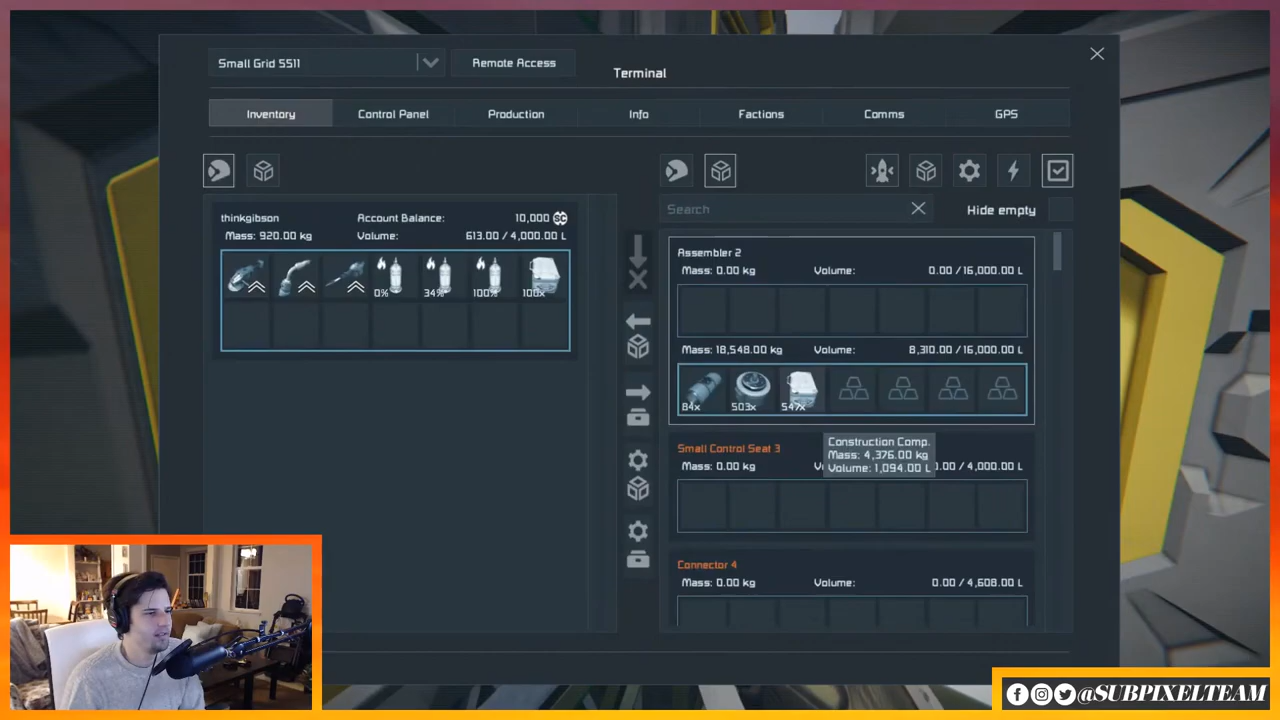 Small Grid 5511
Remote Access
Terminal
Inventory
Control Panel
Production
Info
Factions
Comms
GPS
Search
Hide empty
thinkgibson
Account Balance:
10,000 SC
Mass: 920.00 kg
Volume:
613.00 / 4,000.00 L
0%
34%
100%
100x
Assembler 2
Mass: 0.00 kg
Volume:
0.00 / 16,000.00 L
Mass: 18,548.00 kg
Volume:
8,310.00 / 16,000.00 L
84x
503x
547x
Construction Comp.
Mass: 4,376.00 kg
Volume: 1,094.00 L
Small Control Seat 3
Mass: 0.00 kg
0.00 / 4,000.00 L
Connector 4
Mass: 0.00 kg
Volume:
0.00 / 4,608.00 L
@SUBPIXELTEAM